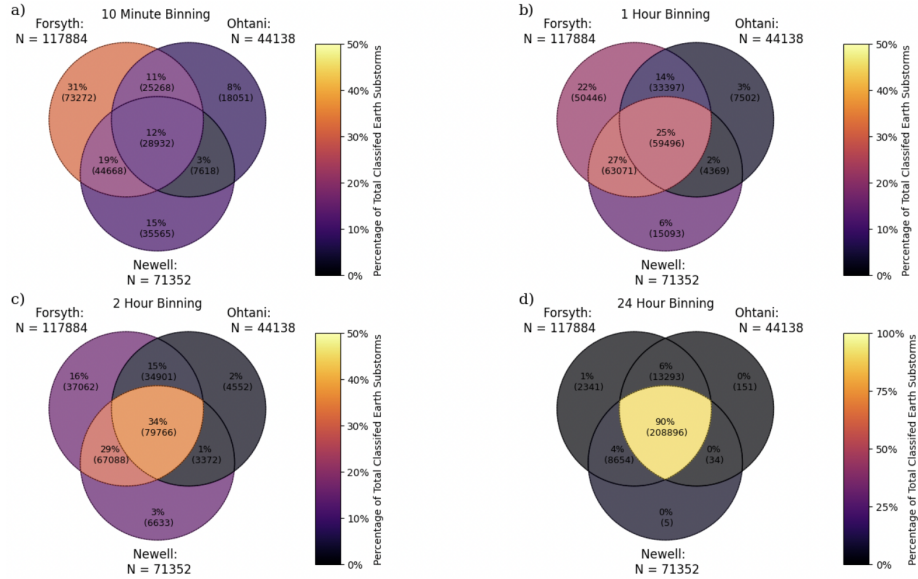 a)
10 Minute Binning
Forsyth:
N = 117884
Ohtani:
N = 44138
31%
(73272)
11%
(25268)
8%
(18051)
12%
(28932)
19%
(44668)
3%
(7618)
15%
(35565)
Newell:
N = 71352
50%
40%
30%
20%
10%
0%
Percentage of Total Classifed Earth Substorms
b)
1 Hour Binning
Forsyth:
N = 117884
Ohtani:
N = 44138
22%
(50446)
14%
(33397)
3%
(7502)
25%
(59496)
27%
(63071)
2%
(4369)
6%
(15093)
Newell:
N = 71352
50%
40%
30%
20%
10%
0%
Percentage of Total Classifed Earth Substorms
c)
2 Hour Binning
Forsyth:
N = 117884
Ohtani:
N = 44138
16%
(37062)
15%
(34901)
2%
(4552)
34%
(79766)
29%
(67088)
1%
(3372)
3%
(6633)
Newell:
N = 71352
50%
40%
30%
20%
10%
0%
Percentage of Total Classifed Earth Substorms
d)
24 Hour Binning
Forsyth:
N = 117884
Ohtani:
N = 44138
1%
(2341)
6%
(13293)
0%
(151)
90%
(208896)
4%
(8654)
0%
(34)
0%
(5)
Newell:
N = 71352
100%
75%
50%
25%
0%
Percentage of Total Classifed Earth Substorms